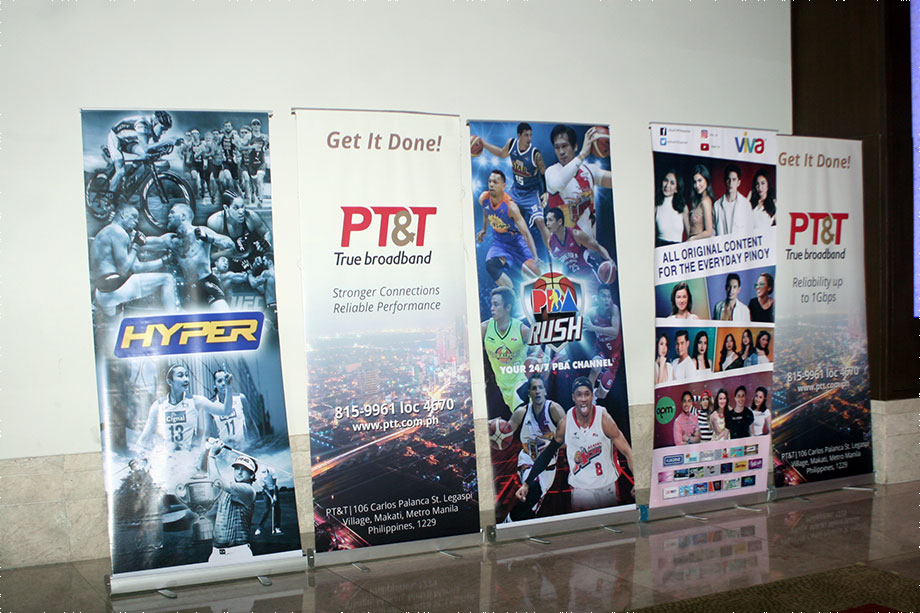 HYPER
Cignal
13
11
Get It Done!
PT&T
True broadband
Stronger Connections
Reliable Performance
815-9961 loc 4670
www.ptt.com.ph
PT&T|106 Carlos Palanca St. Legaspi
Village, Makati, Metro Manila
Philippines, 1229
PBA
RUSH
YOUR 24/7 PBA CHANNEL
8
viva
ALL ORIGINAL CONTENT
FOR THE EVERYDAY PINOY
Get It Done!
PT&T
True broadband
Reliability up
to 1Gbps
815-9961 loc 4670
www.ptt.com.ph
PT&T|106 Carlos Palanca St. Legaspi
Village, Makati, Metro Manila
Philippines, 1229